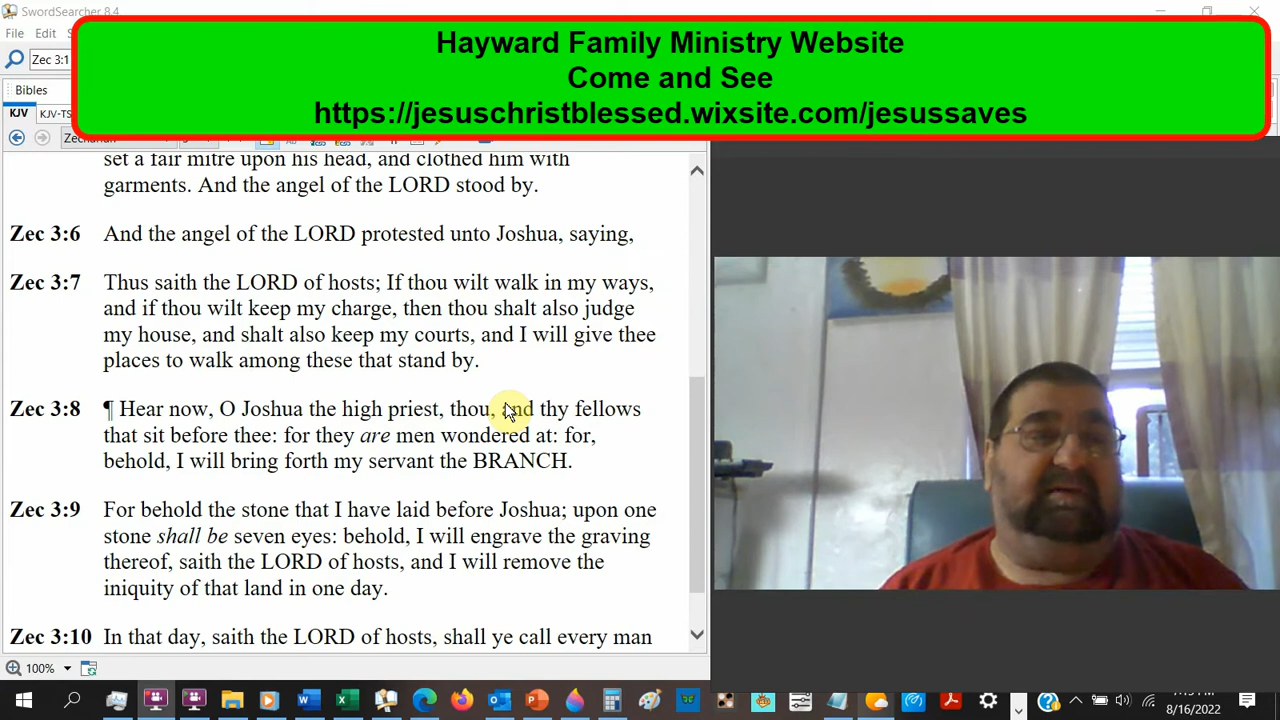 SwordSearcher 8.4
File Edit
Hayward Family Ministry Website
Come and See
https://jesuschristblessed.wixsite.com/jesussaves
Zec 3:1
Bibles
KJV KJV-TS
set a fair mitre upon his head, and clothed him with
garments. And the angel of the LORD stood by.
Zec 3:6 And the angel of the LORD protested unto Joshua, saying,
Zec 3:7 Thus saith the LORD of hosts; If thou wilt walk in my ways,
and if thou wilt keep my charge, then thou shalt also judge
my house, and shalt also keep my courts, and I will give thee
places to walk among these that stand by.
Zec 3:8 ¶ Hear now, O Joshua the high priest, thou, and thy fellows
that sit before thee: for they are men wondered at: for,
behold, I will bring forth my servant the BRANCH.
Zec 3:9 For behold the stone that I have laid before Joshua; upon one
stone shall be seven eyes: behold, I will engrave the graving
thereof, saith the LORD of hosts, and I will remove the
iniquity of that land in one day.
Zec 3:10 In that day, saith the LORD of hosts, shall ye call every man
100%
8/16/2022